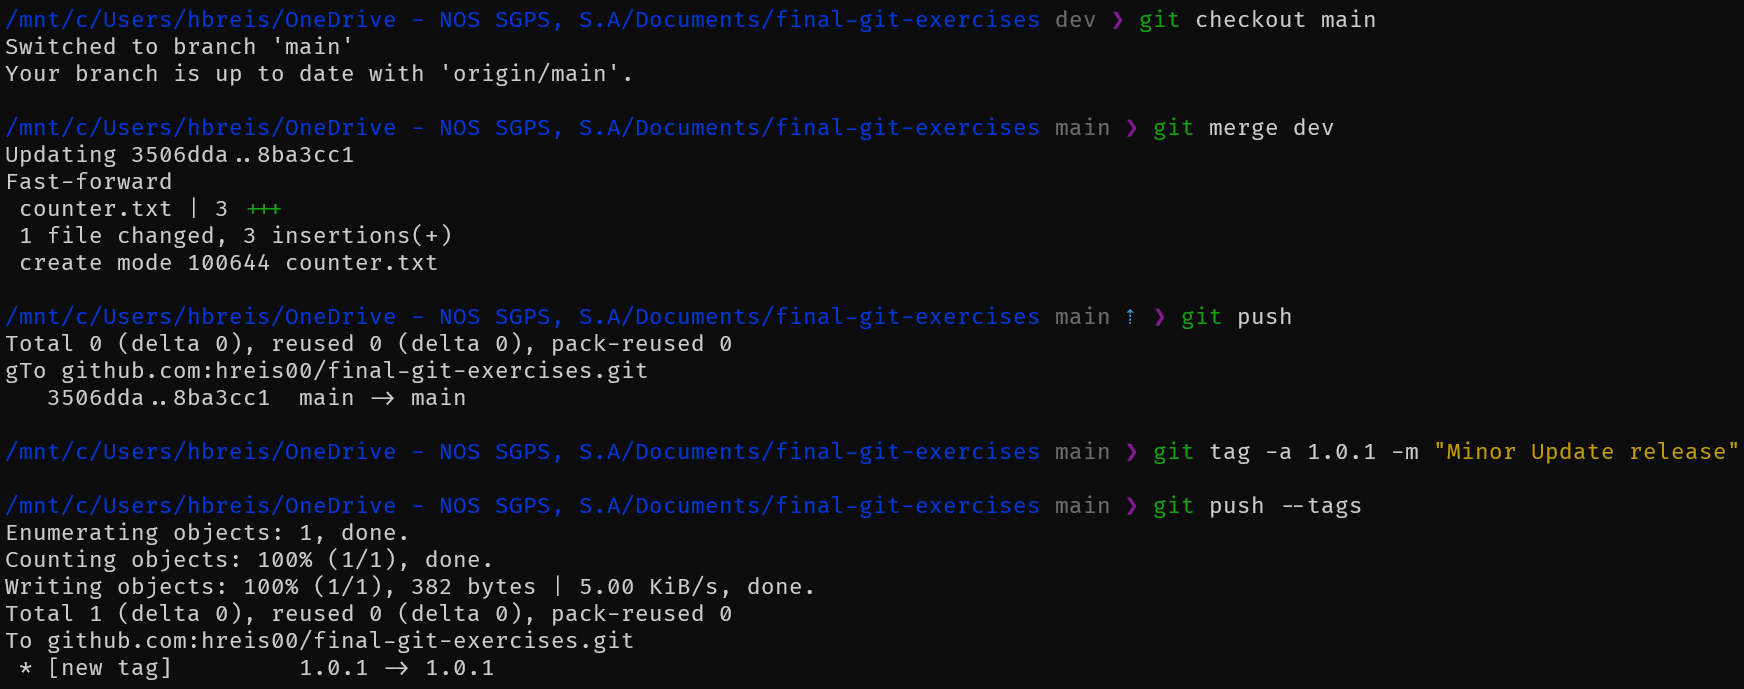 /mnt/c/Users/hbreis/OneDrive - NOS SGPS, S.A/Documents/final-git-exercises dev ❯ git checkout main
Switched to branch 'main'
Your branch is up to date with 'origin/main'.
/mnt/c/Users/hbreis/OneDrive - NOS SGPS, S.A/Documents/final-git-exercises main ❯ git merge dev
Updating 3506dda..8ba3cc1
Fast-forward
 counter.txt | 3 +++
 1 file changed, 3 insertions(+)
 create mode 100644 counter.txt
/mnt/c/Users/hbreis/OneDrive - NOS SGPS, S.A/Documents/final-git-exercises main ⇡ ❯ git push
Total 0 (delta 0), reused 0 (delta 0), pack-reused 0
gTo github.com:hreis00/final-git-exercises.git
   3506dda..8ba3cc1  main -> main
/mnt/c/Users/hbreis/OneDrive - NOS SGPS, S.A/Documents/final-git-exercises main ❯ git tag -a 1.0.1 -m "Minor Update release"
/mnt/c/Users/hbreis/OneDrive - NOS SGPS, S.A/Documents/final-git-exercises main ❯ git push --tags
Enumerating objects: 1, done.
Counting objects: 100% (1/1), done.
Writing objects: 100% (1/1), 382 bytes | 5.00 KiB/s, done.
Total 1 (delta 0), reused 0 (delta 0), pack-reused 0
To github.com:hreis00/final-git-exercises.git
 * [new tag]         1.0.1 -> 1.0.1